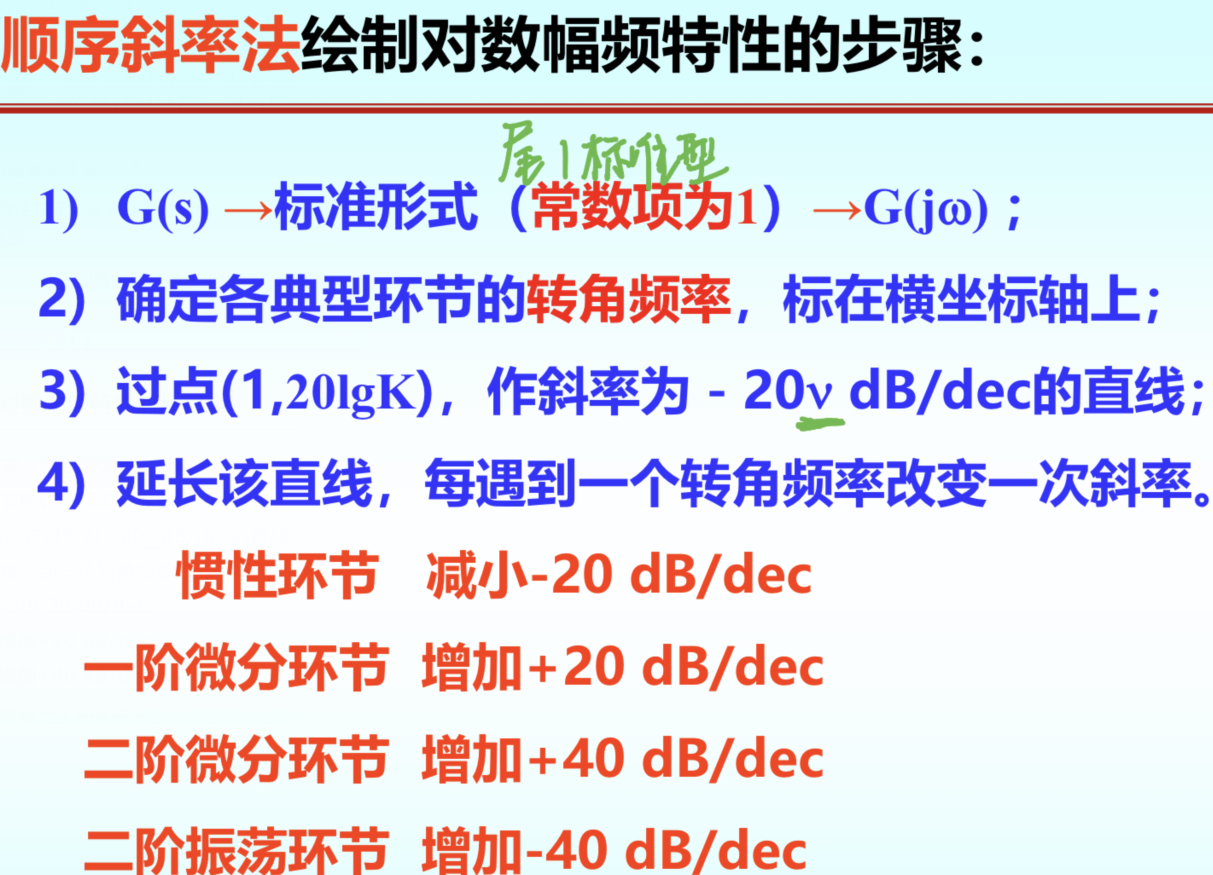 顺序斜率法绘制对数幅频特性的步骤：
尾1标准型
1) G(s) →标准形式（常数项为1）→G(jω)；
2) 确定各典型环节的转角频率，标在横坐标轴上；
3) 过点(1,20lgK)，作斜率为 - 20ν dB/dec的直线；
4) 延长该直线，每遇到一个转角频率改变一次斜率。
惯性环节 减小-20 dB/dec
一阶微分环节 增加+20 dB/dec
二阶微分环节 增加+40 dB/dec
二阶振荡环节 增加-40 dB/dec